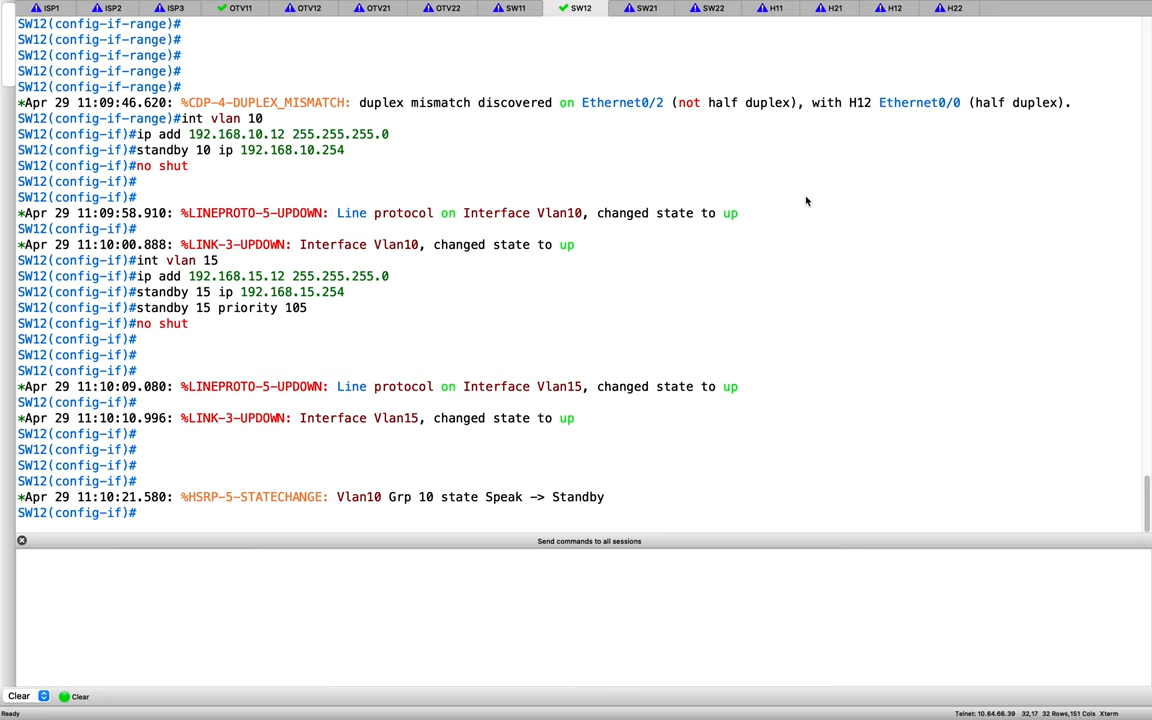 ISP1 ISP2 ISP3 OTV11 OTV12 OTV21 OTV22 SW11 SW12 SW21 SW22 H11 H21 H12 H22
SW12(config-if-range)#
SW12(config-if-range)#
SW12(config-if-range)#
SW12(config-if-range)#
SW12(config-if-range)#
*Apr 29 11:09:46.620: %CDP-4-DUPLEX_MISMATCH: duplex mismatch discovered on Ethernet0/2 (not half duplex), with H12 Ethernet0/0 (half duplex).
SW12(config-if-range)#int vlan 10
SW12(config-if)#ip add 192.168.10.12 255.255.255.0
SW12(config-if)#standby 10 ip 192.168.10.254
SW12(config-if)#no shut
SW12(config-if)#
SW12(config-if)#
*Apr 29 11:09:58.910: %LINEPROTO-5-UPDOWN: Line protocol on Interface Vlan10, changed state to up
SW12(config-if)#
*Apr 29 11:10:00.888: %LINK-3-UPDOWN: Interface Vlan10, changed state to up
SW12(config-if)#int vlan 15
SW12(config-if)#ip add 192.168.15.12 255.255.255.0
SW12(config-if)#standby 15 ip 192.168.15.254
SW12(config-if)#standby 15 priority 105
SW12(config-if)#no shut
SW12(config-if)#
SW12(config-if)#
SW12(config-if)#
*Apr 29 11:10:09.080: %LINEPROTO-5-UPDOWN: Line protocol on Interface Vlan15, changed state to up
SW12(config-if)#
*Apr 29 11:10:10.996: %LINK-3-UPDOWN: Interface Vlan15, changed state to up
SW12(config-if)#
SW12(config-if)#
SW12(config-if)#
SW12(config-if)#
*Apr 29 11:10:21.580: %HSRP-5-STATECHANGE: Vlan10 Grp 10 state Speak -> Standby
SW12(config-if)#
Send commands to all sessions
Clear Clear
Ready Telnet: 10.64.66.39 32,17 32 Rows,151 Cols Xterm